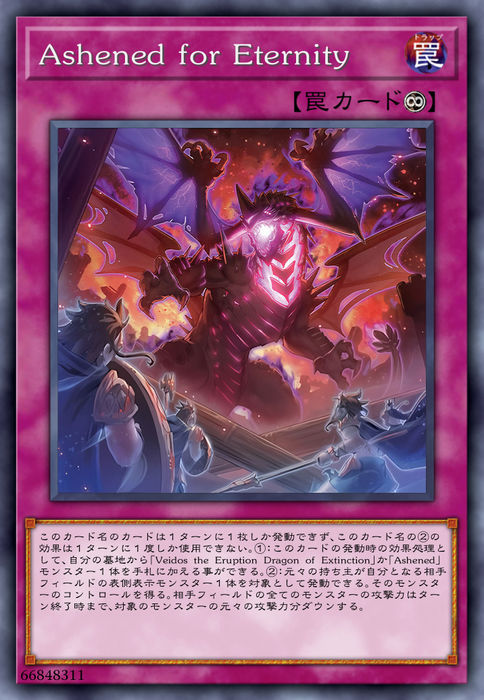 Ashened for Eternity
トラップ
罠
【罠カード♾】
このカード名のカードは1ターンに1枚しか発動できず、このカード名の②の
効果は1ターンに1度しか使用できない。①:このカードの発動時の効果処理と
して、自分の墓地から「Veidos the Eruption Dragon of Extinction」か「Ashened」
モンスター1体を手札に加える事ができる。②:元々の持ち主が自分となる相手
フィールドの表側表示モンスター1体を対象として発動できる。そのモンスター
のコントロールを得る。相手フィールドの全てのモンスターの攻撃力はター
ン終了時まで、対象のモンスターの元々の攻撃力分ダウンする。
66848311